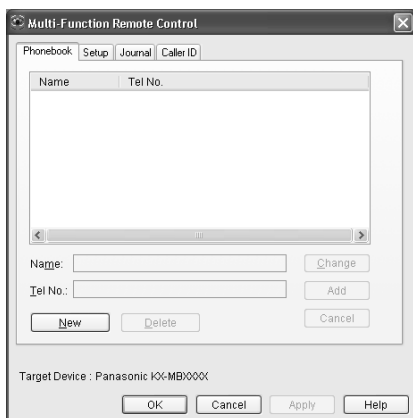 Multi-Function Remote Control
Phonebook Setup Journal Caller ID
Name Tel No.
Name: Change
Tel No.: Add
New Delete Cancel
Target Device : Panasonic KX-MBXXXX
OK Cancel Apply Help